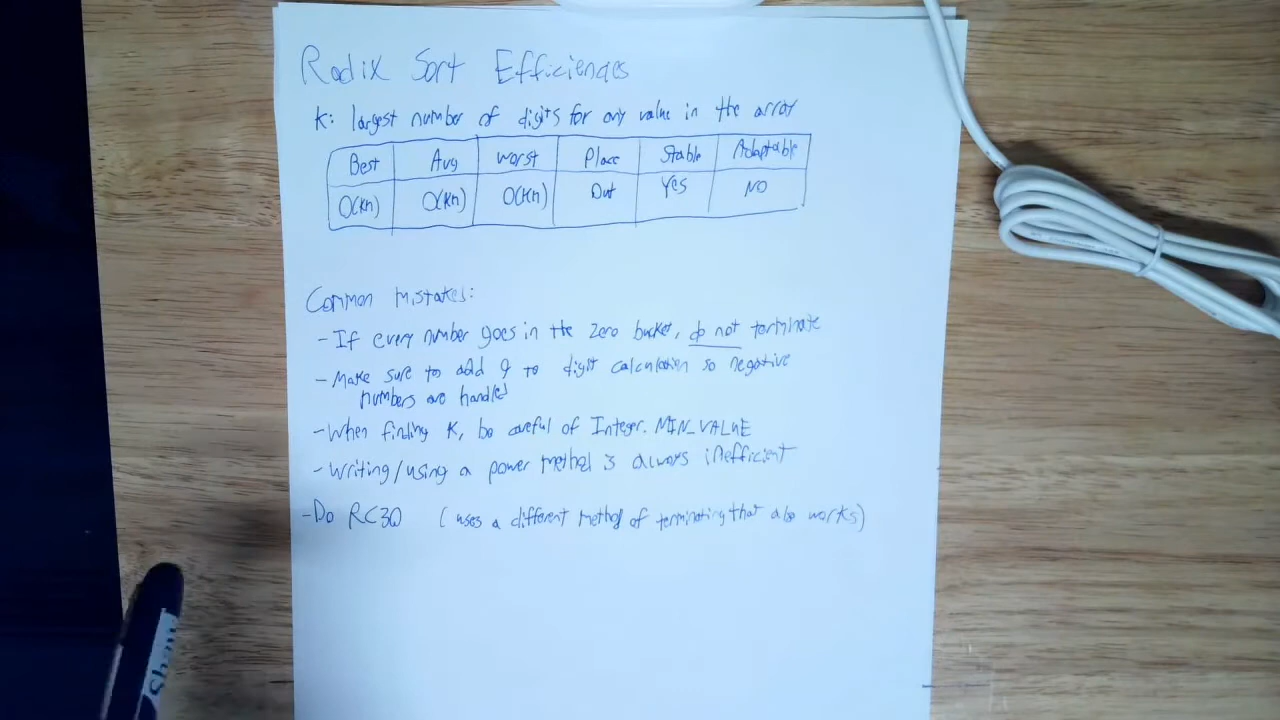 Radix Sort Efficiences
K: largest number of digits for any value in the array
Best Avg worst Place Stable Adaptable
O(kn) O(kn) O(kn) Out Yes NO
Common Mistakes:
- If every number goes in the zero bucket, do not terminate
- Make sure to add 9 to digit calculation so negative
numbers are handled
- When finding K, be careful of Integer. MIN_VALUE
- Writing/using a power method is always inefficient
- Do RC3Q (uses a different method of terminating that also works)
Shar